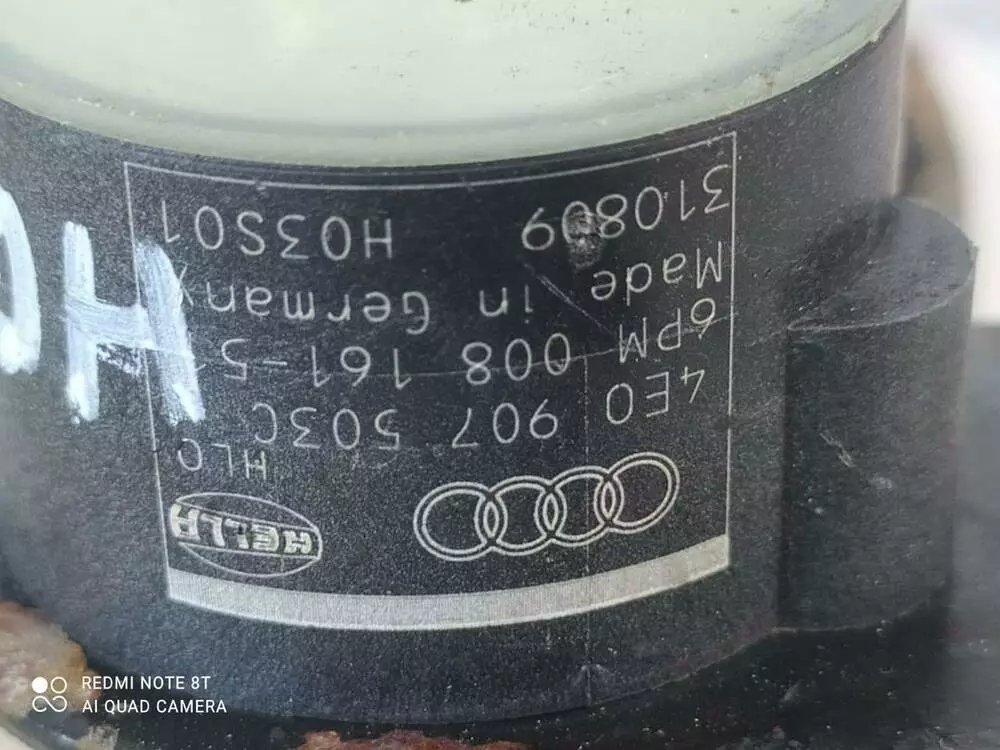 HELLA
HLO
4E0 907 503C
6PM 008 161-5
Made in Germany
310809 H03S01
H
REDMI NOTE 8T
AI QUAD CAMERA